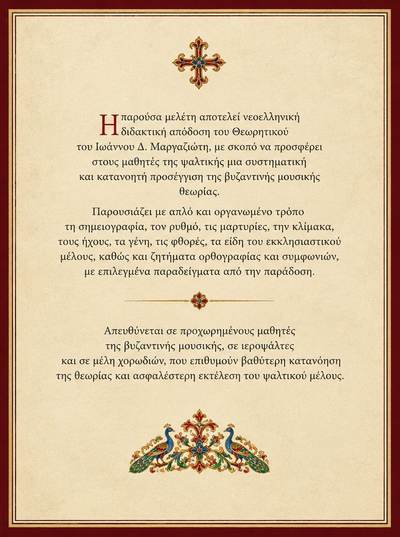 Η παρούσα μελέτη αποτελεί νεοελληνική
διδακτική απόδοση του Θεωρητικού
του Ιωάννου Δ. Μαργαζιώτη, με σκοπό να προσφέρει
στους μαθητές της ψαλτικής μια συστηματική
και κατανοητή προσέγγιση της βυζαντινής μουσικής
θεωρίας.
Παρουσιάζει με απλό και οργανωμένο τρόπο
τη σημειογραφία, τον ρυθμό, τις μαρτυρίες, την κλίμακα,
τους ήχους, τα γένη, τις φθορές, τα είδη του εκκλησιαστικού
μέλους, καθώς και ζητήματα ορθογραφίας και συμφωνιών,
με επιλεγμένα παραδείγματα από την παράδοση.
Απευθύνεται σε προχωρημένους μαθητές
της βυζαντινής μουσικής, σε ιεροψάλτες
και σε μέλη χορωδιών, που επιθυμούν βαθύτερη κατανόηση
της θεωρίας και ασφαλέστερη εκτέλεση του ψαλτικού μέλους.